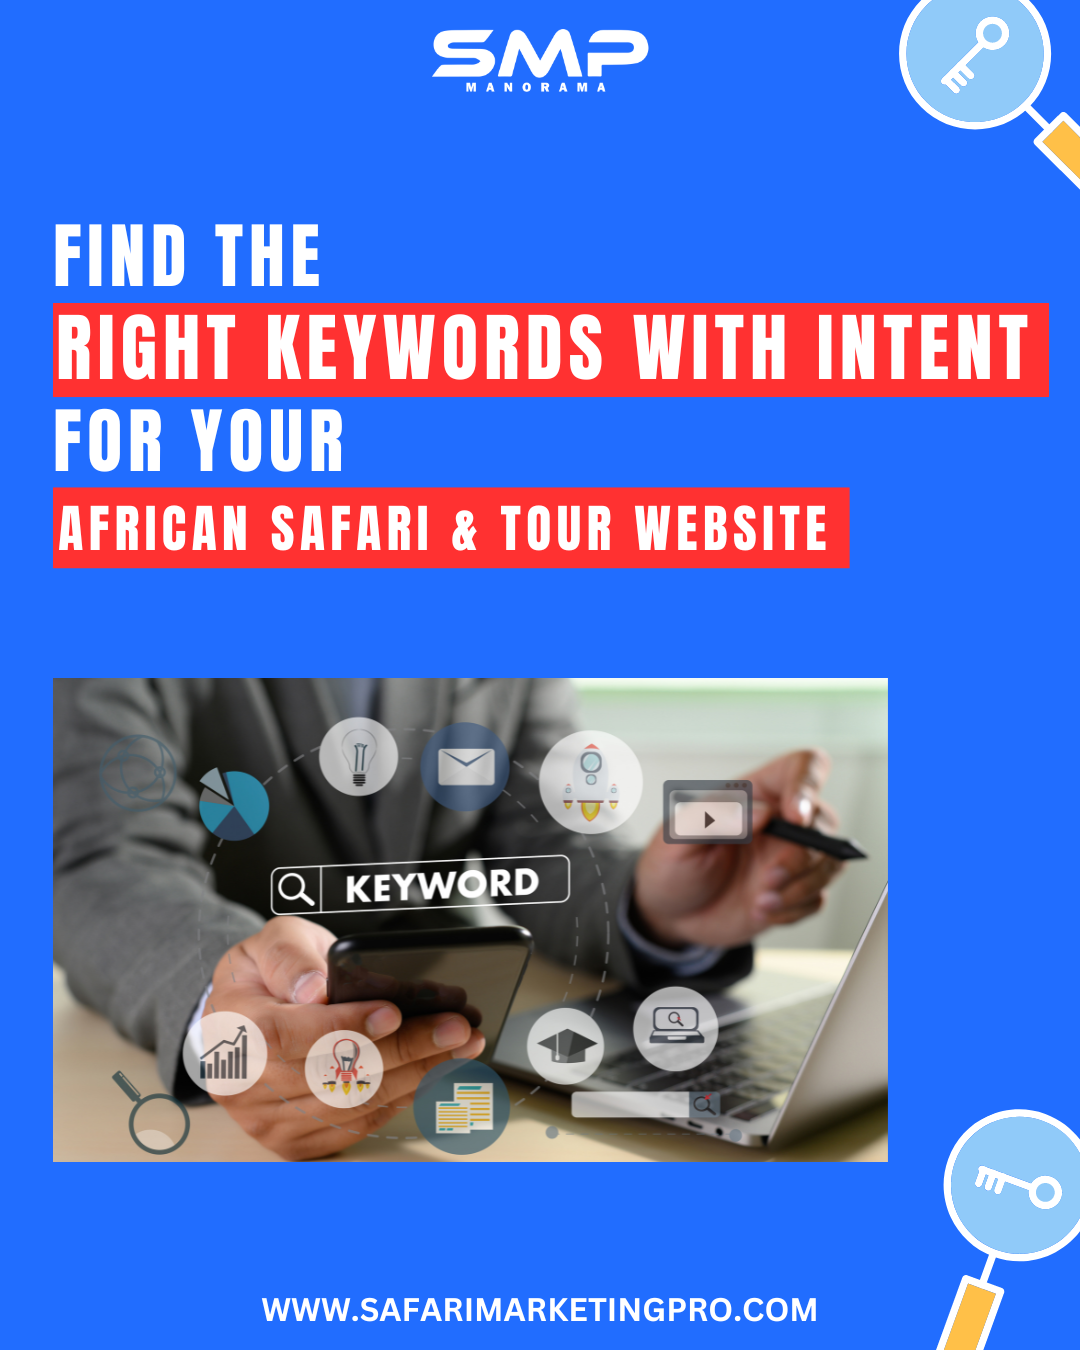 SMP
MANORAMA
FIND THE
RIGHT KEYWORDS WITH INTENT
FOR YOUR
AFRICAN SAFARI & TOUR WEBSITE
KEYWORD
WWW.SAFARIMARKETINGPRO.COM